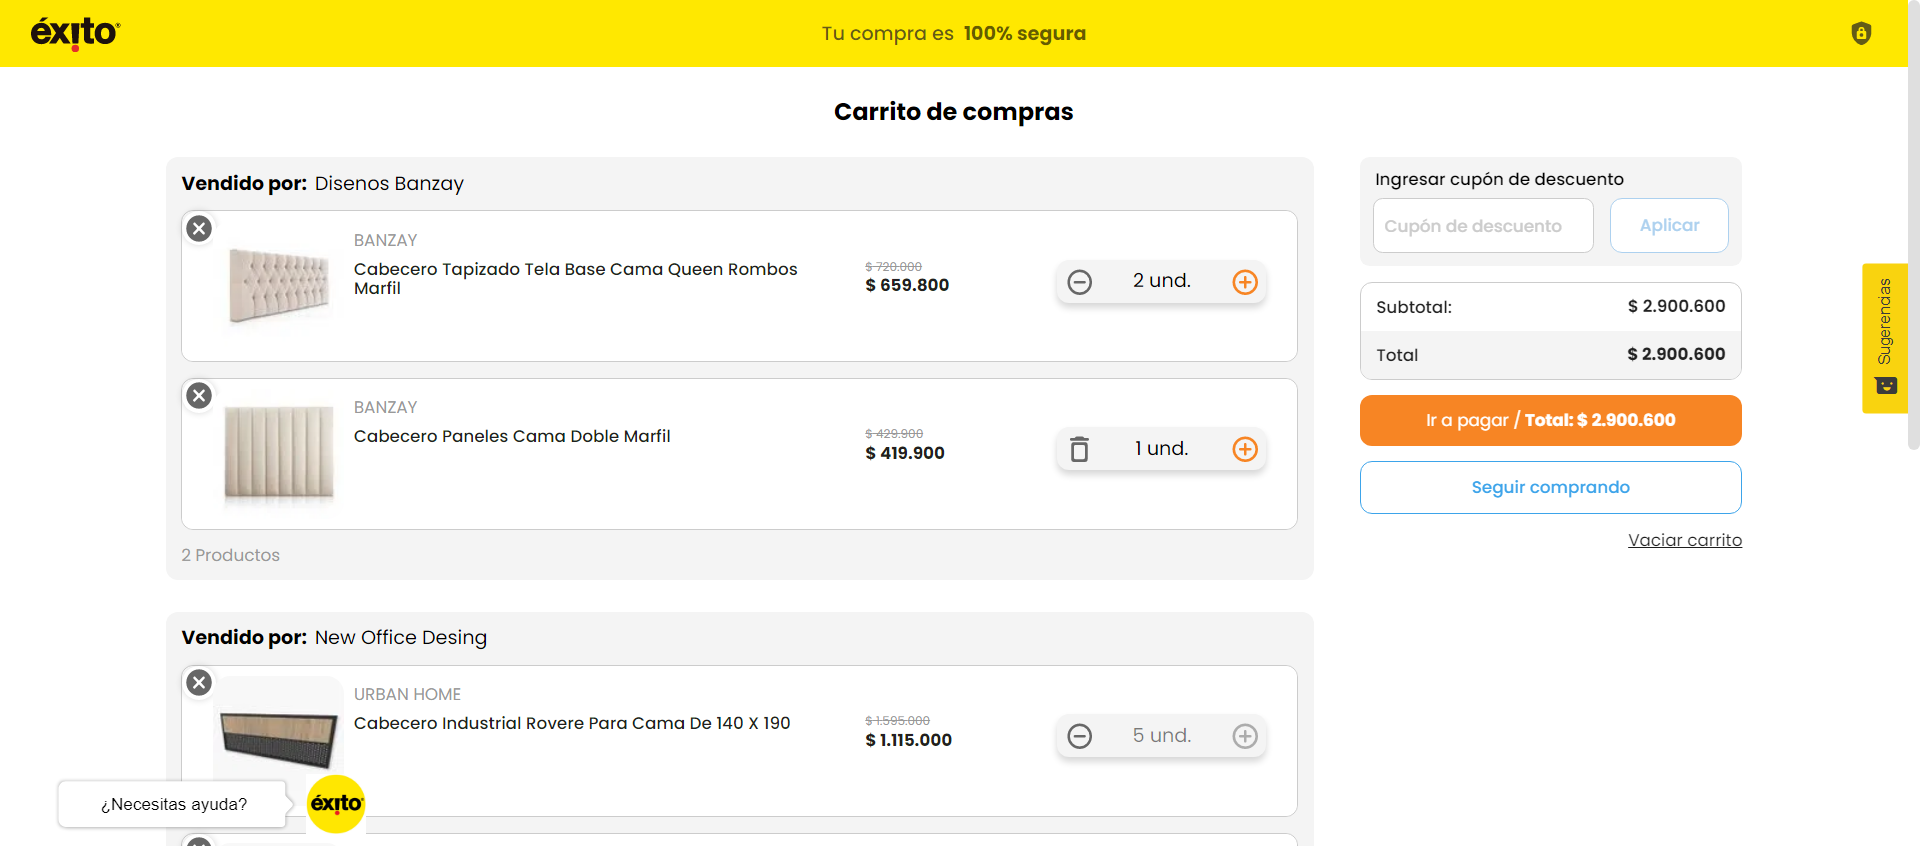 éxito
Tu compra es 100% segura
Carrito de compras
Vendido por: Disenos Banzay
BANZAY
Cabecero Tapizado Tela Base Cama Queen Rombos
Marfil
$ 720.000
$ 659.800
2 und.
BANZAY
Cabecero Paneles Cama Doble Marfil
$ 429.900
$ 419.900
1 und.
2 Productos
Vendido por: New Office Desing
URBAN HOME
Cabecero Industrial Rovere Para Cama De 140 X 190
$ 1.595.000
$ 1.115.000
5 und.
Ingresar cupón de descuento
Cupón de descuento
Aplicar
Subtotal: $ 2.900.600
Total $ 2.900.600
Ir a pagar / Total: $ 2.900.600
Seguir comprando
Vaciar carrito
Sugerencias
¿Necesitas ayuda?
éxito